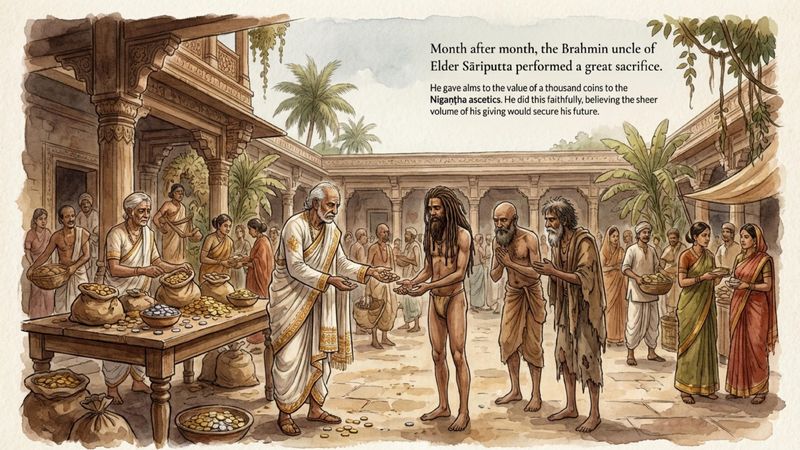 Month after month, the Brahmin uncle of
Elder Sāriputta performed a great sacrifice.
He gave alms to the value of a thousand coins to the
Nigaṇṭha ascetics. He did this faithfully, believing the sheer
volume of his giving would secure his future.